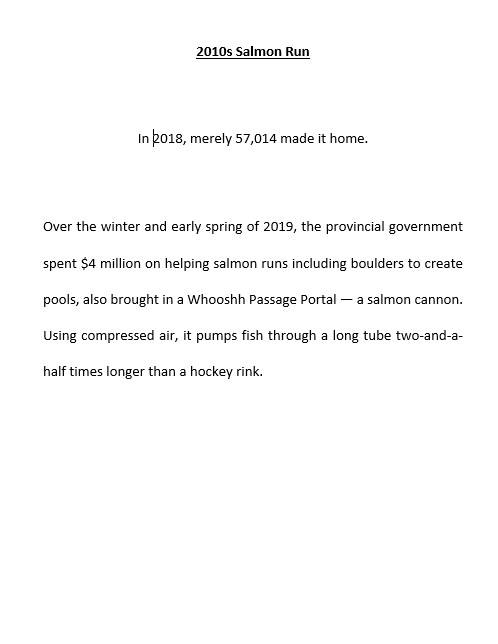 2010s Salmon Run
In 2018, merely 57,014 made it home.
Over the winter and early spring of 2019, the provincial government
spent $4 million on helping salmon runs including boulders to create
pools, also brought in a Whooshh Passage Portal — a salmon cannon.
Using compressed air, it pumps fish through a long tube two-and-a-
half times longer than a hockey rink.